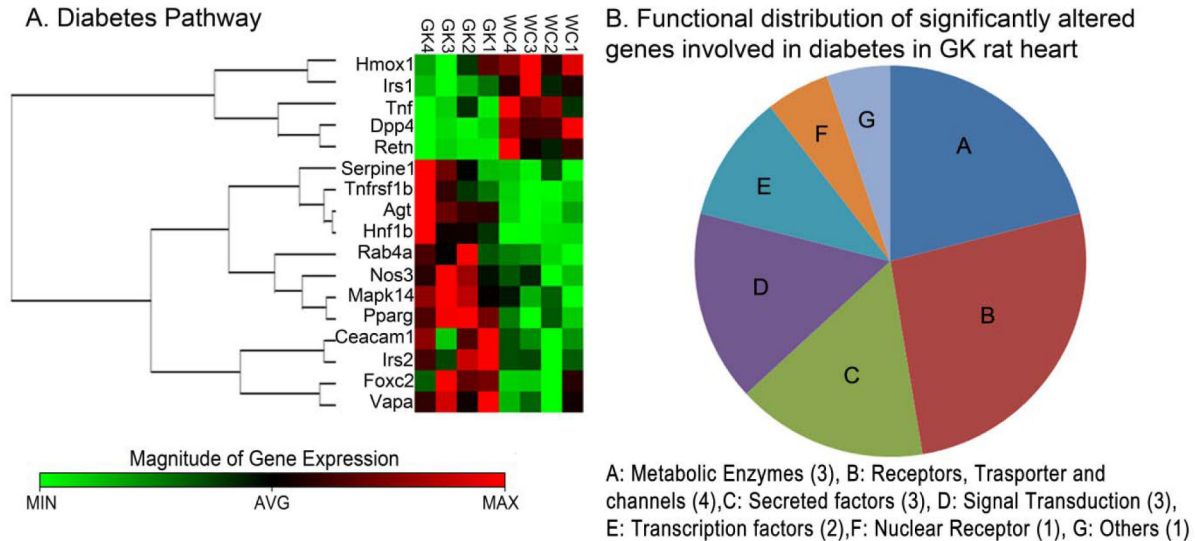 A. Diabetes Pathway
GK4 GK3 GK2 GK1 WC4 WC3 WC2 WC1
Hmox1
Irs1
Tnf
Dpp4
Retn
Serpine1
Tnfrsf1b
Agt
Hnf1b
Rab4a
Nos3
Mapk14
Pparg
Ceacam1
Irs2
Foxc2
Vapa
Magnitude of Gene Expression
MIN AVG MAX
B. Functional distribution of significantly altered
genes involved in diabetes in GK rat heart
A
B
C
D
E
F
G
A: Metabolic Enzymes (3), B: Receptors, Trasporter and
channels (4),C: Secreted factors (3), D: Signal Transduction (3),
E: Transcription factors (2),F: Nuclear Receptor (1), G: Others (1)